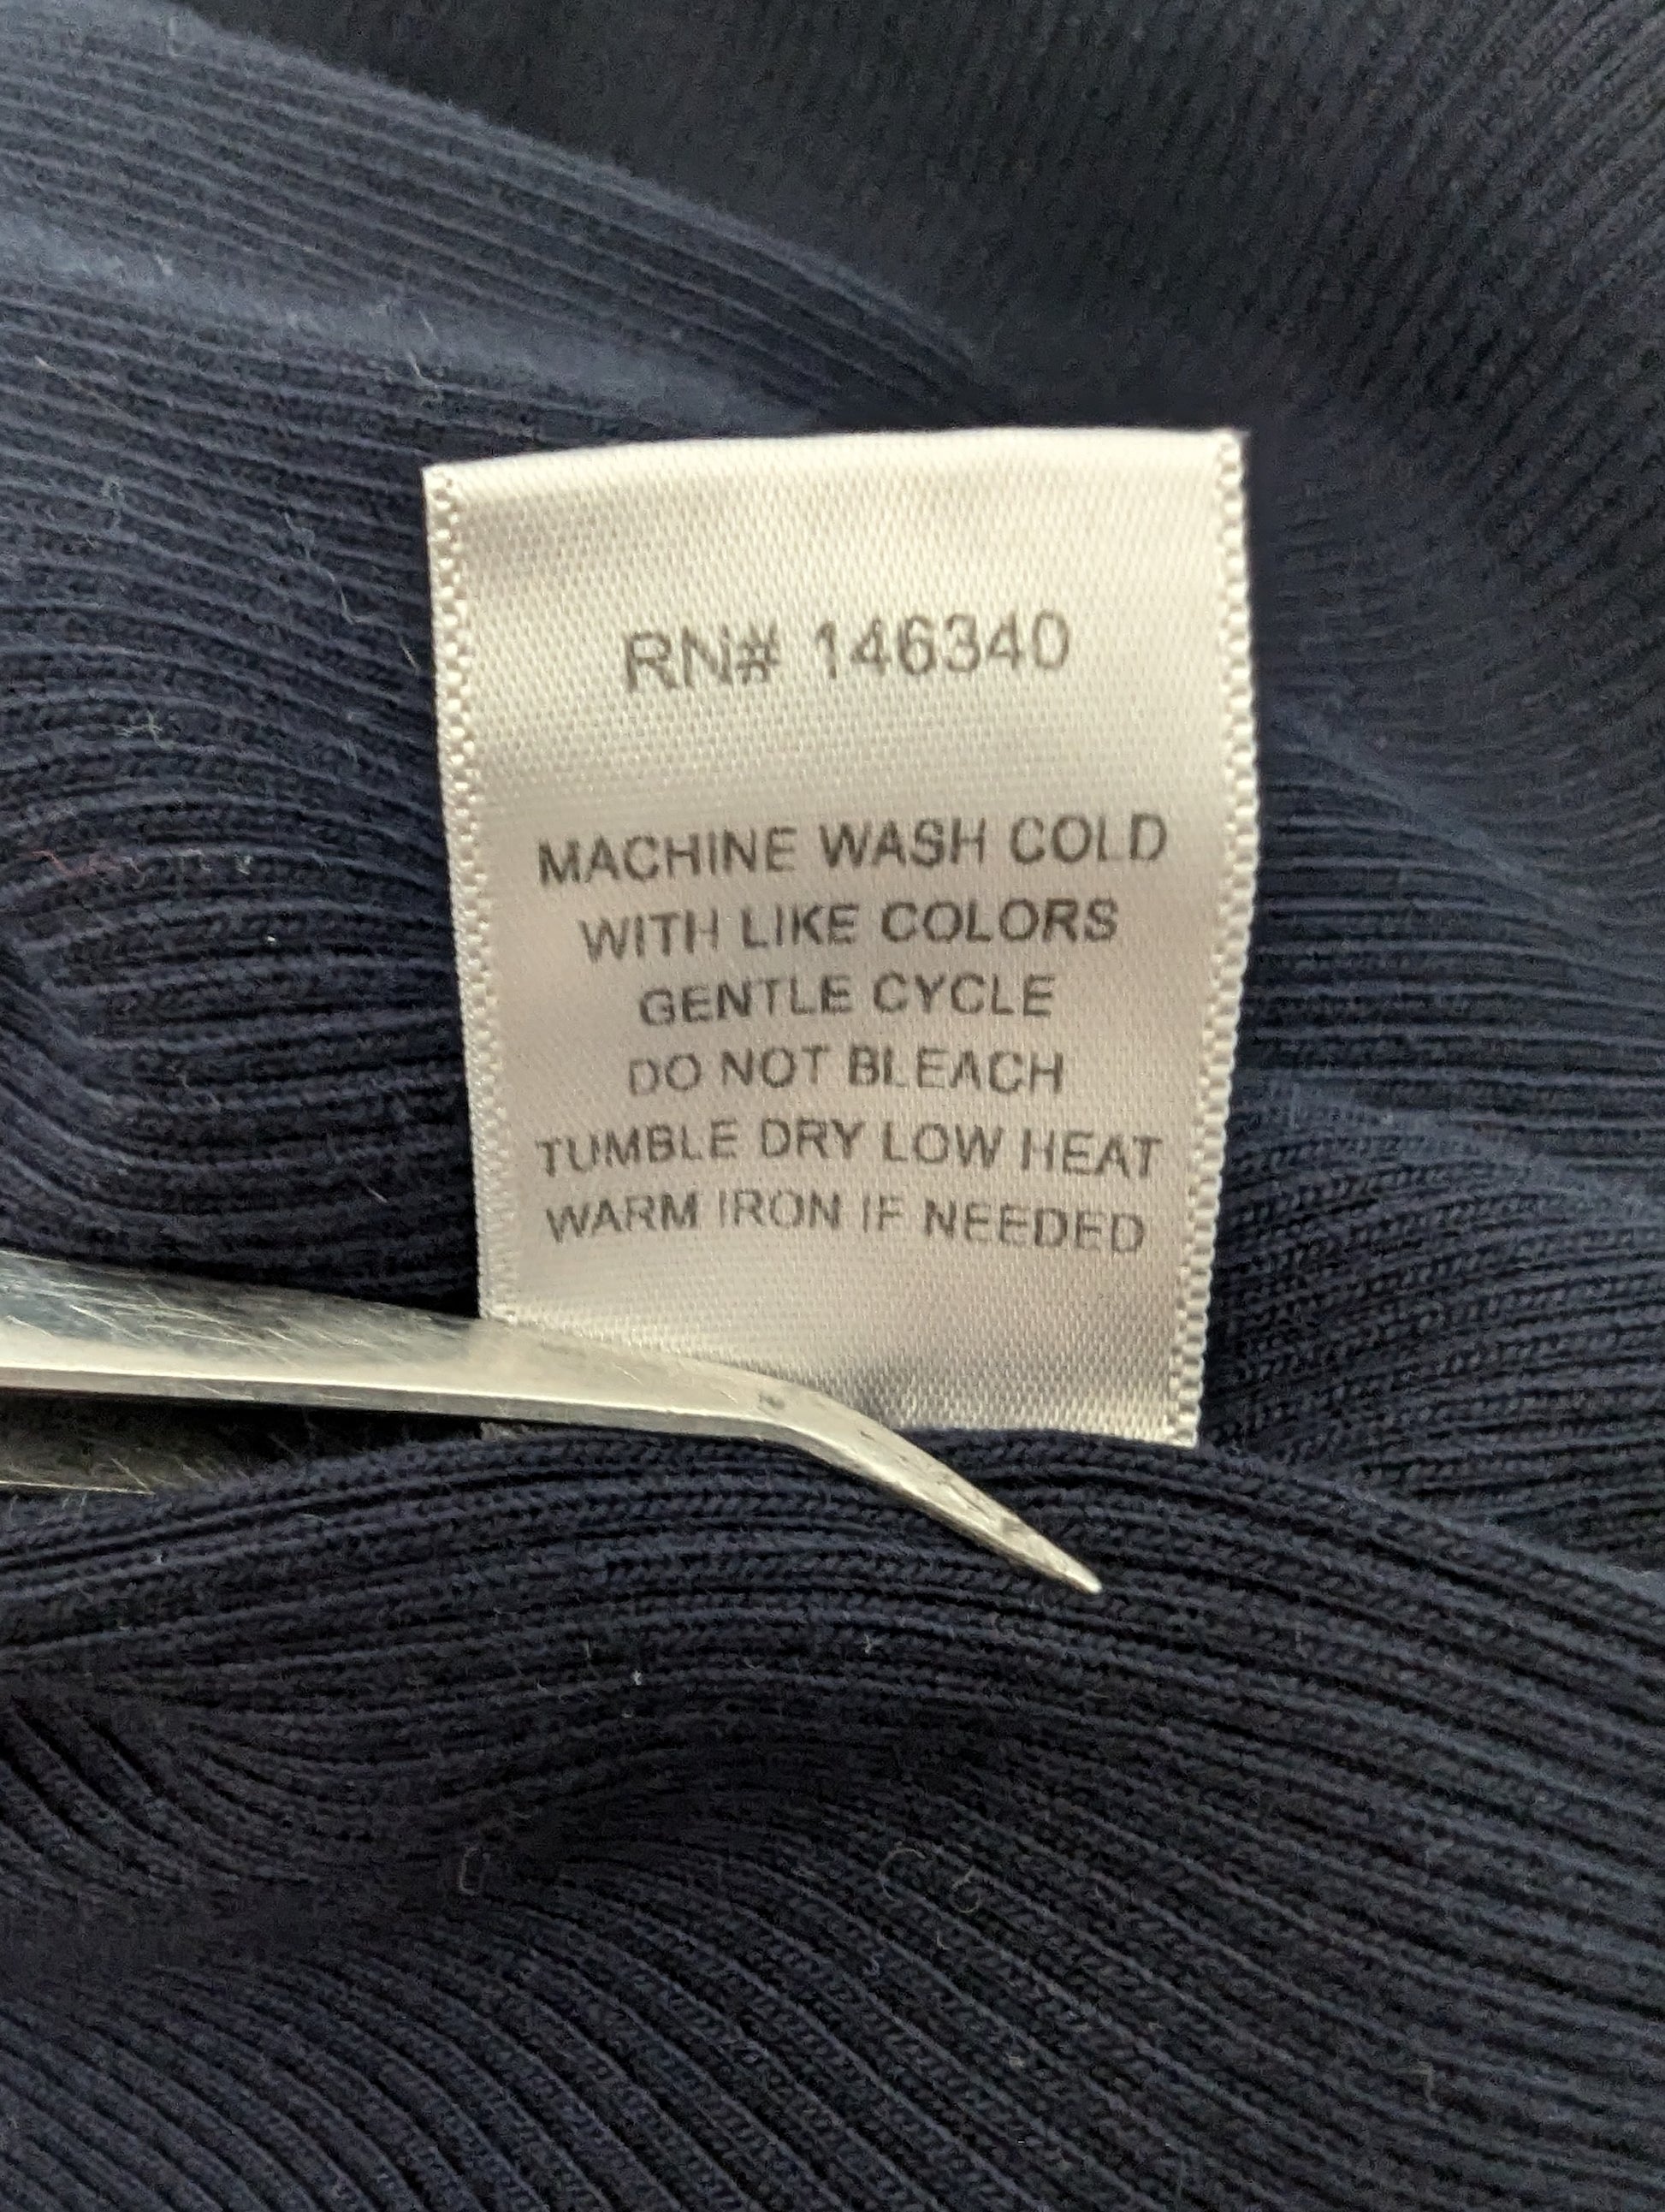 RN# 146340
MACHINE WASH COLD
WITH LIKE COLORS
GENTLE CYCLE
DO NOT BLEACH
TUMBLE DRY LOW HEAT
WARM IRON IF NEEDED